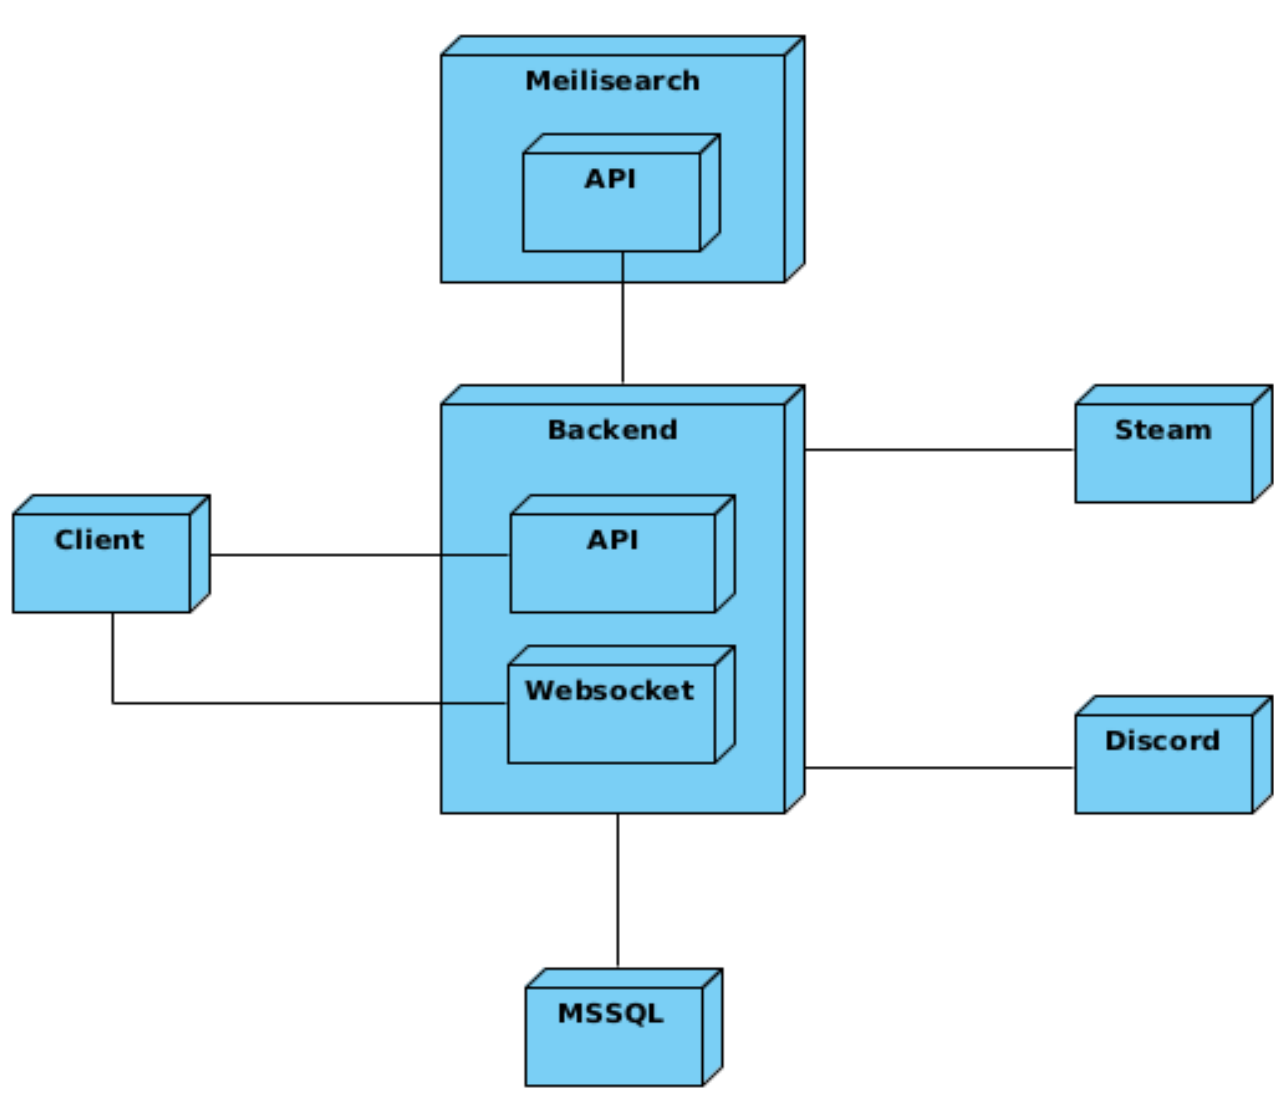 Meilisearch
API
Backend
Steam
Client
API
Websocket
Discord
MSSQL